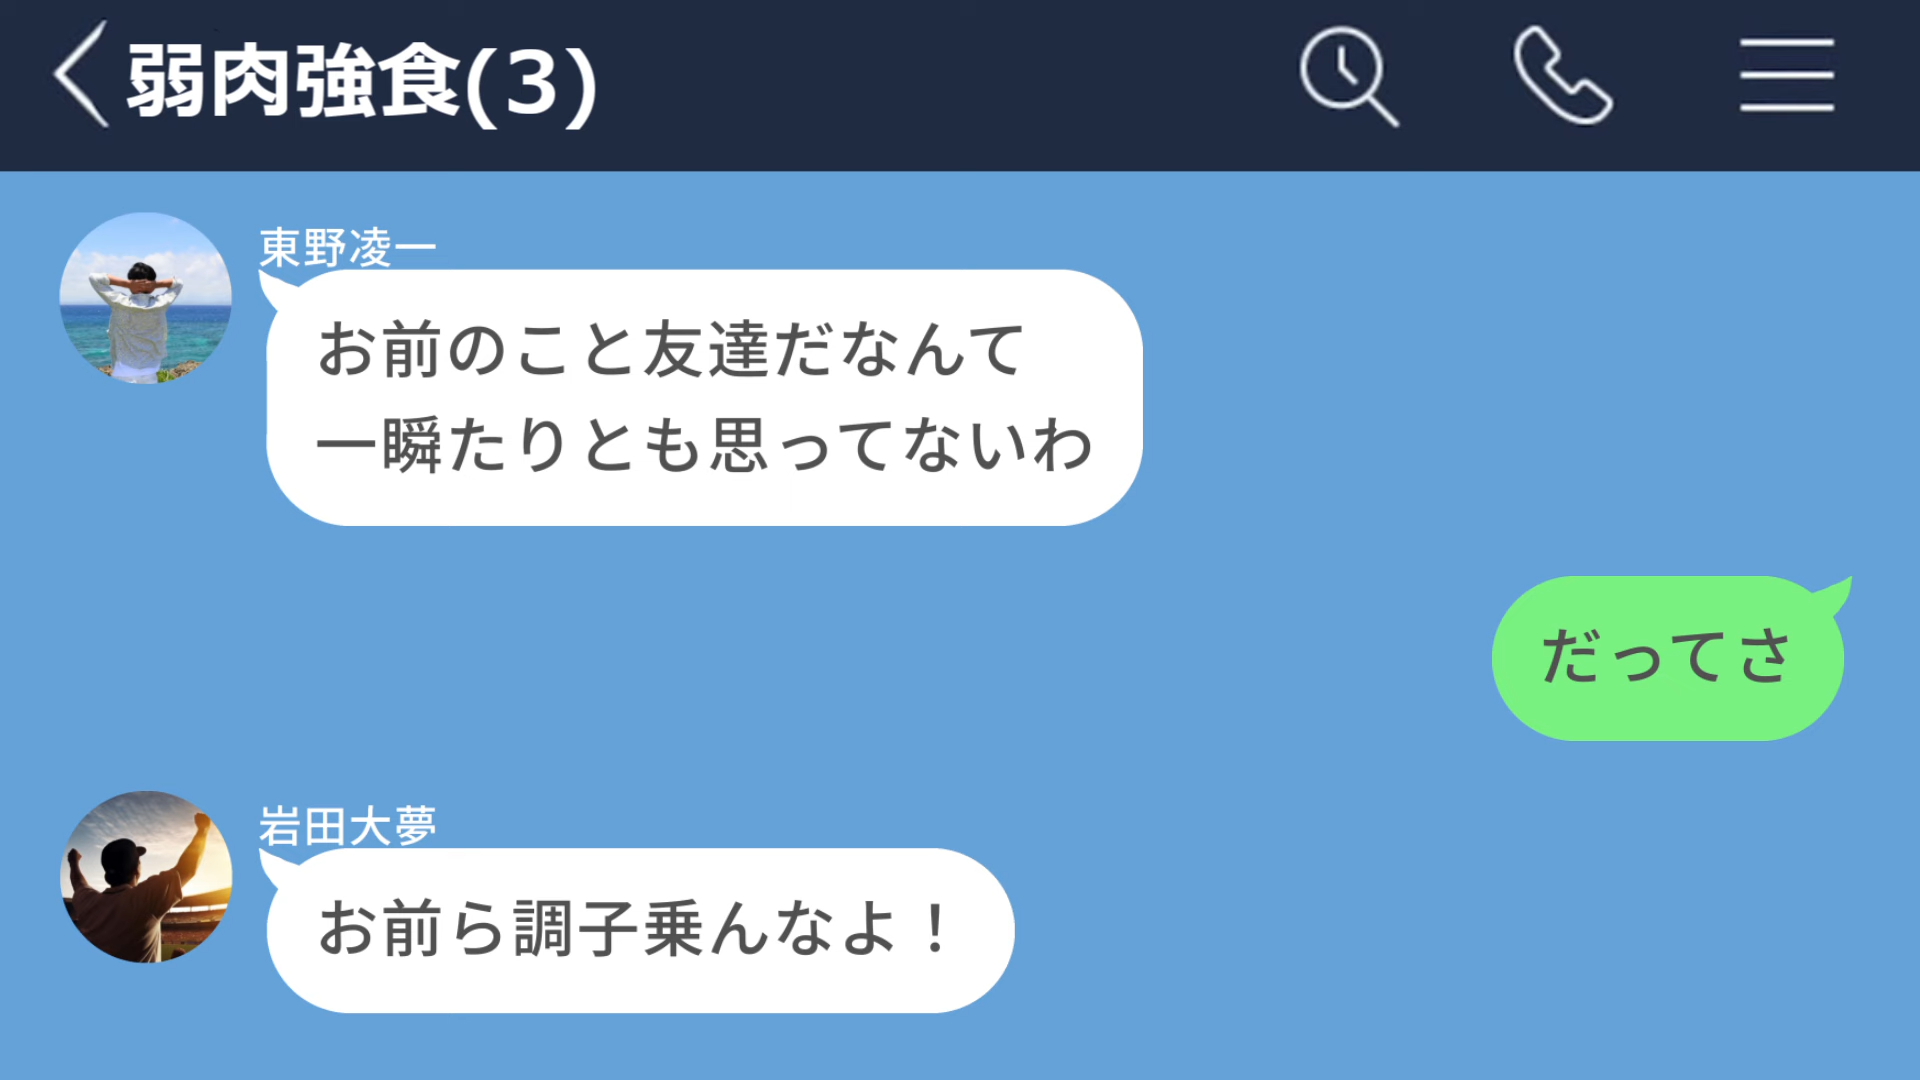 弱肉強食(3)
東野凌一
お前のこと友達だなんて
一瞬たりとも思ってないわ
だってさ
岩田大夢
お前ら調子乗んなよ！